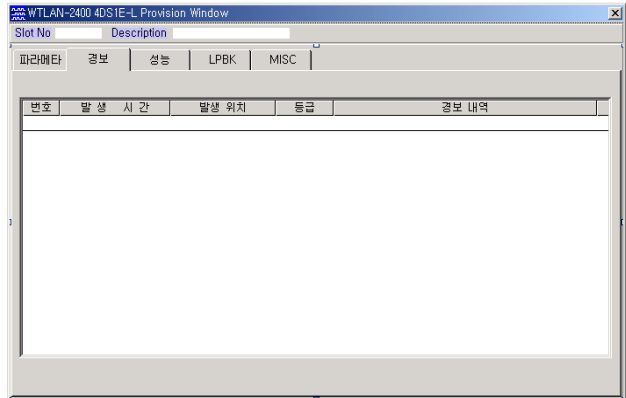 WTLAN-2400 4DS1E-L Provision Window
Slot No Description
파라메타 경보 성능 LPBK MISC
번호 발 생 시 간 발생 위치 등급 경보 내역